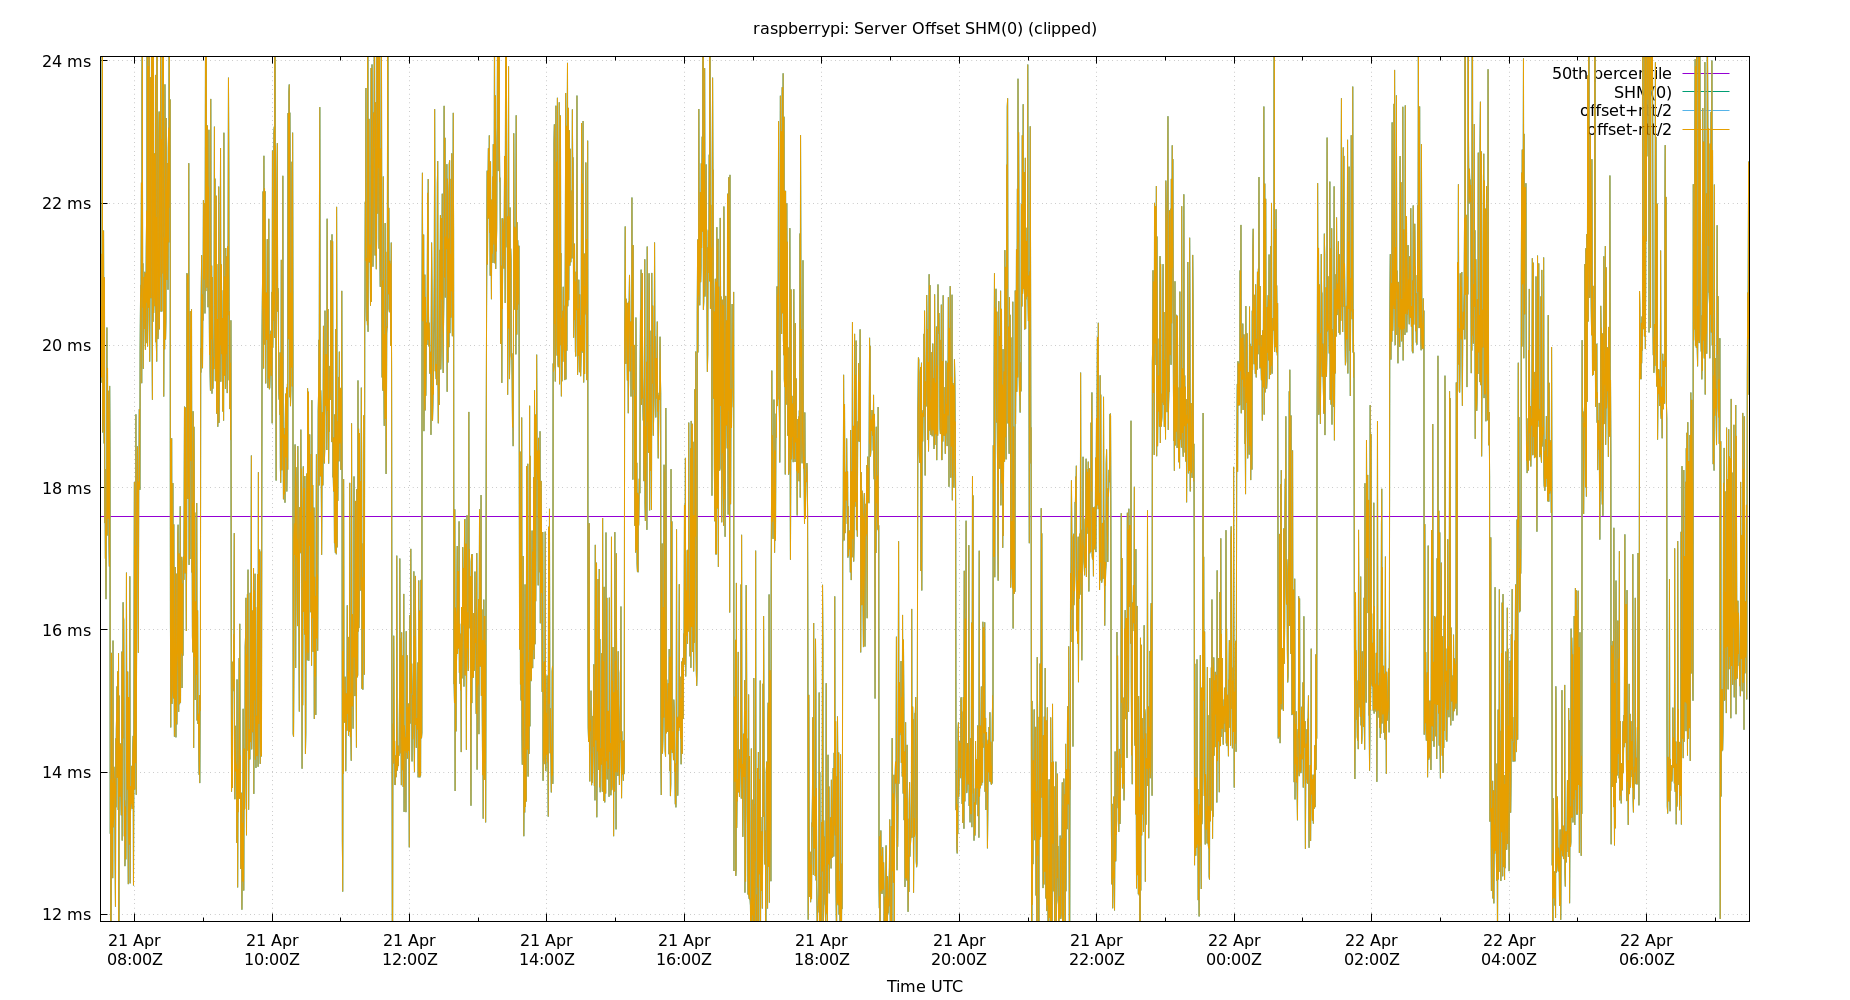 raspberrypi: Server Offset SHM(0) (clipped)
24 ms
22 ms
20 ms
18 ms
16 ms
14 ms
12 ms
50th percentile
SHM(0)
offset+rtt/2
offset-rtt/2
21 Apr 21 Apr 21 Apr 21 Apr 21 Apr 21 Apr 21 Apr 21 Apr 22 Apr 22 Apr 22 Apr 22 Apr
08:00Z 10:00Z 12:00Z 14:00Z 16:00Z 18:00Z 20:00Z 22:00Z 00:00Z 02:00Z 04:00Z 06:00Z
Time UTC